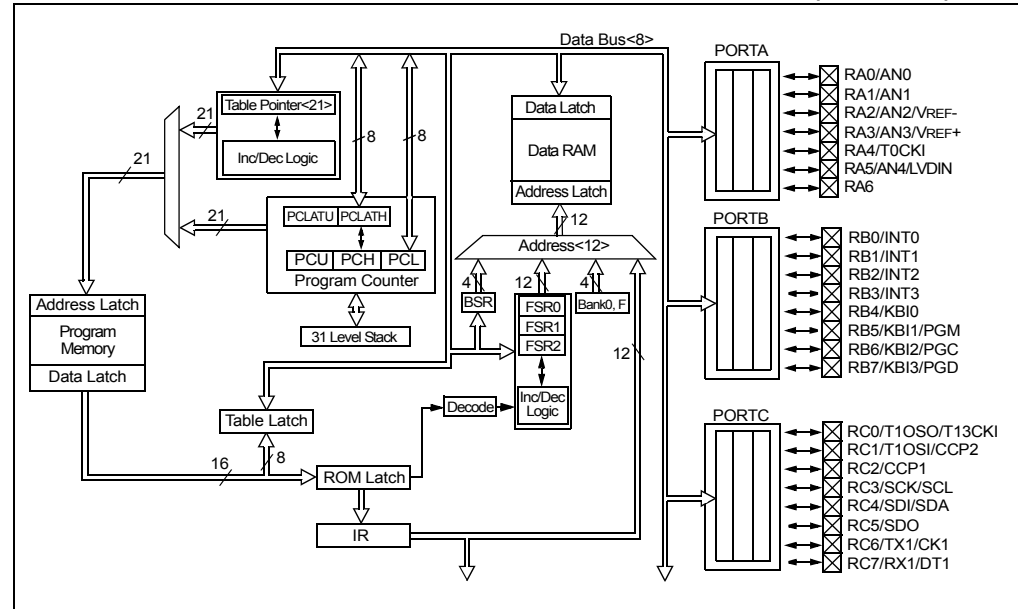 Data Bus<8>
PORTA
RA0/AN0
RA1/AN1
RA2/AN2/VREF-
RA3/AN3/VREF+
RA4/T0CKI
RA5/AN4/LVDIN
RA6
21
Table Pointer<21>
Inc/Dec Logic
8
8
Data Latch
Data RAM
Address Latch
21
21
PCLATU PCLATH
PCU PCH PCL
Program Counter
12
Address<12>
4
12
4
BSR
FSR0
FSR1
FSR2
Bank0, F
12
31 Level Stack
PORTB
RB0/INT0
RB1/INT1
RB2/INT2
RB3/INT3
RB4/KBI0
RB5/KBI1/PGM
RB6/KBI2/PGC
RB7/KBI3/PGD
Address Latch
Program
Memory
Data Latch
Decode
Inc/Dec
Logic
Table Latch
16
8
ROM Latch
IR
PORTC
RC0/T1OSO/T13CKI
RC1/T1OSI/CCP2
RC2/CCP1
RC3/SCK/SCL
RC4/SDI/SDA
RC5/SDO
RC6/TX1/CK1
RC7/RX1/DT1